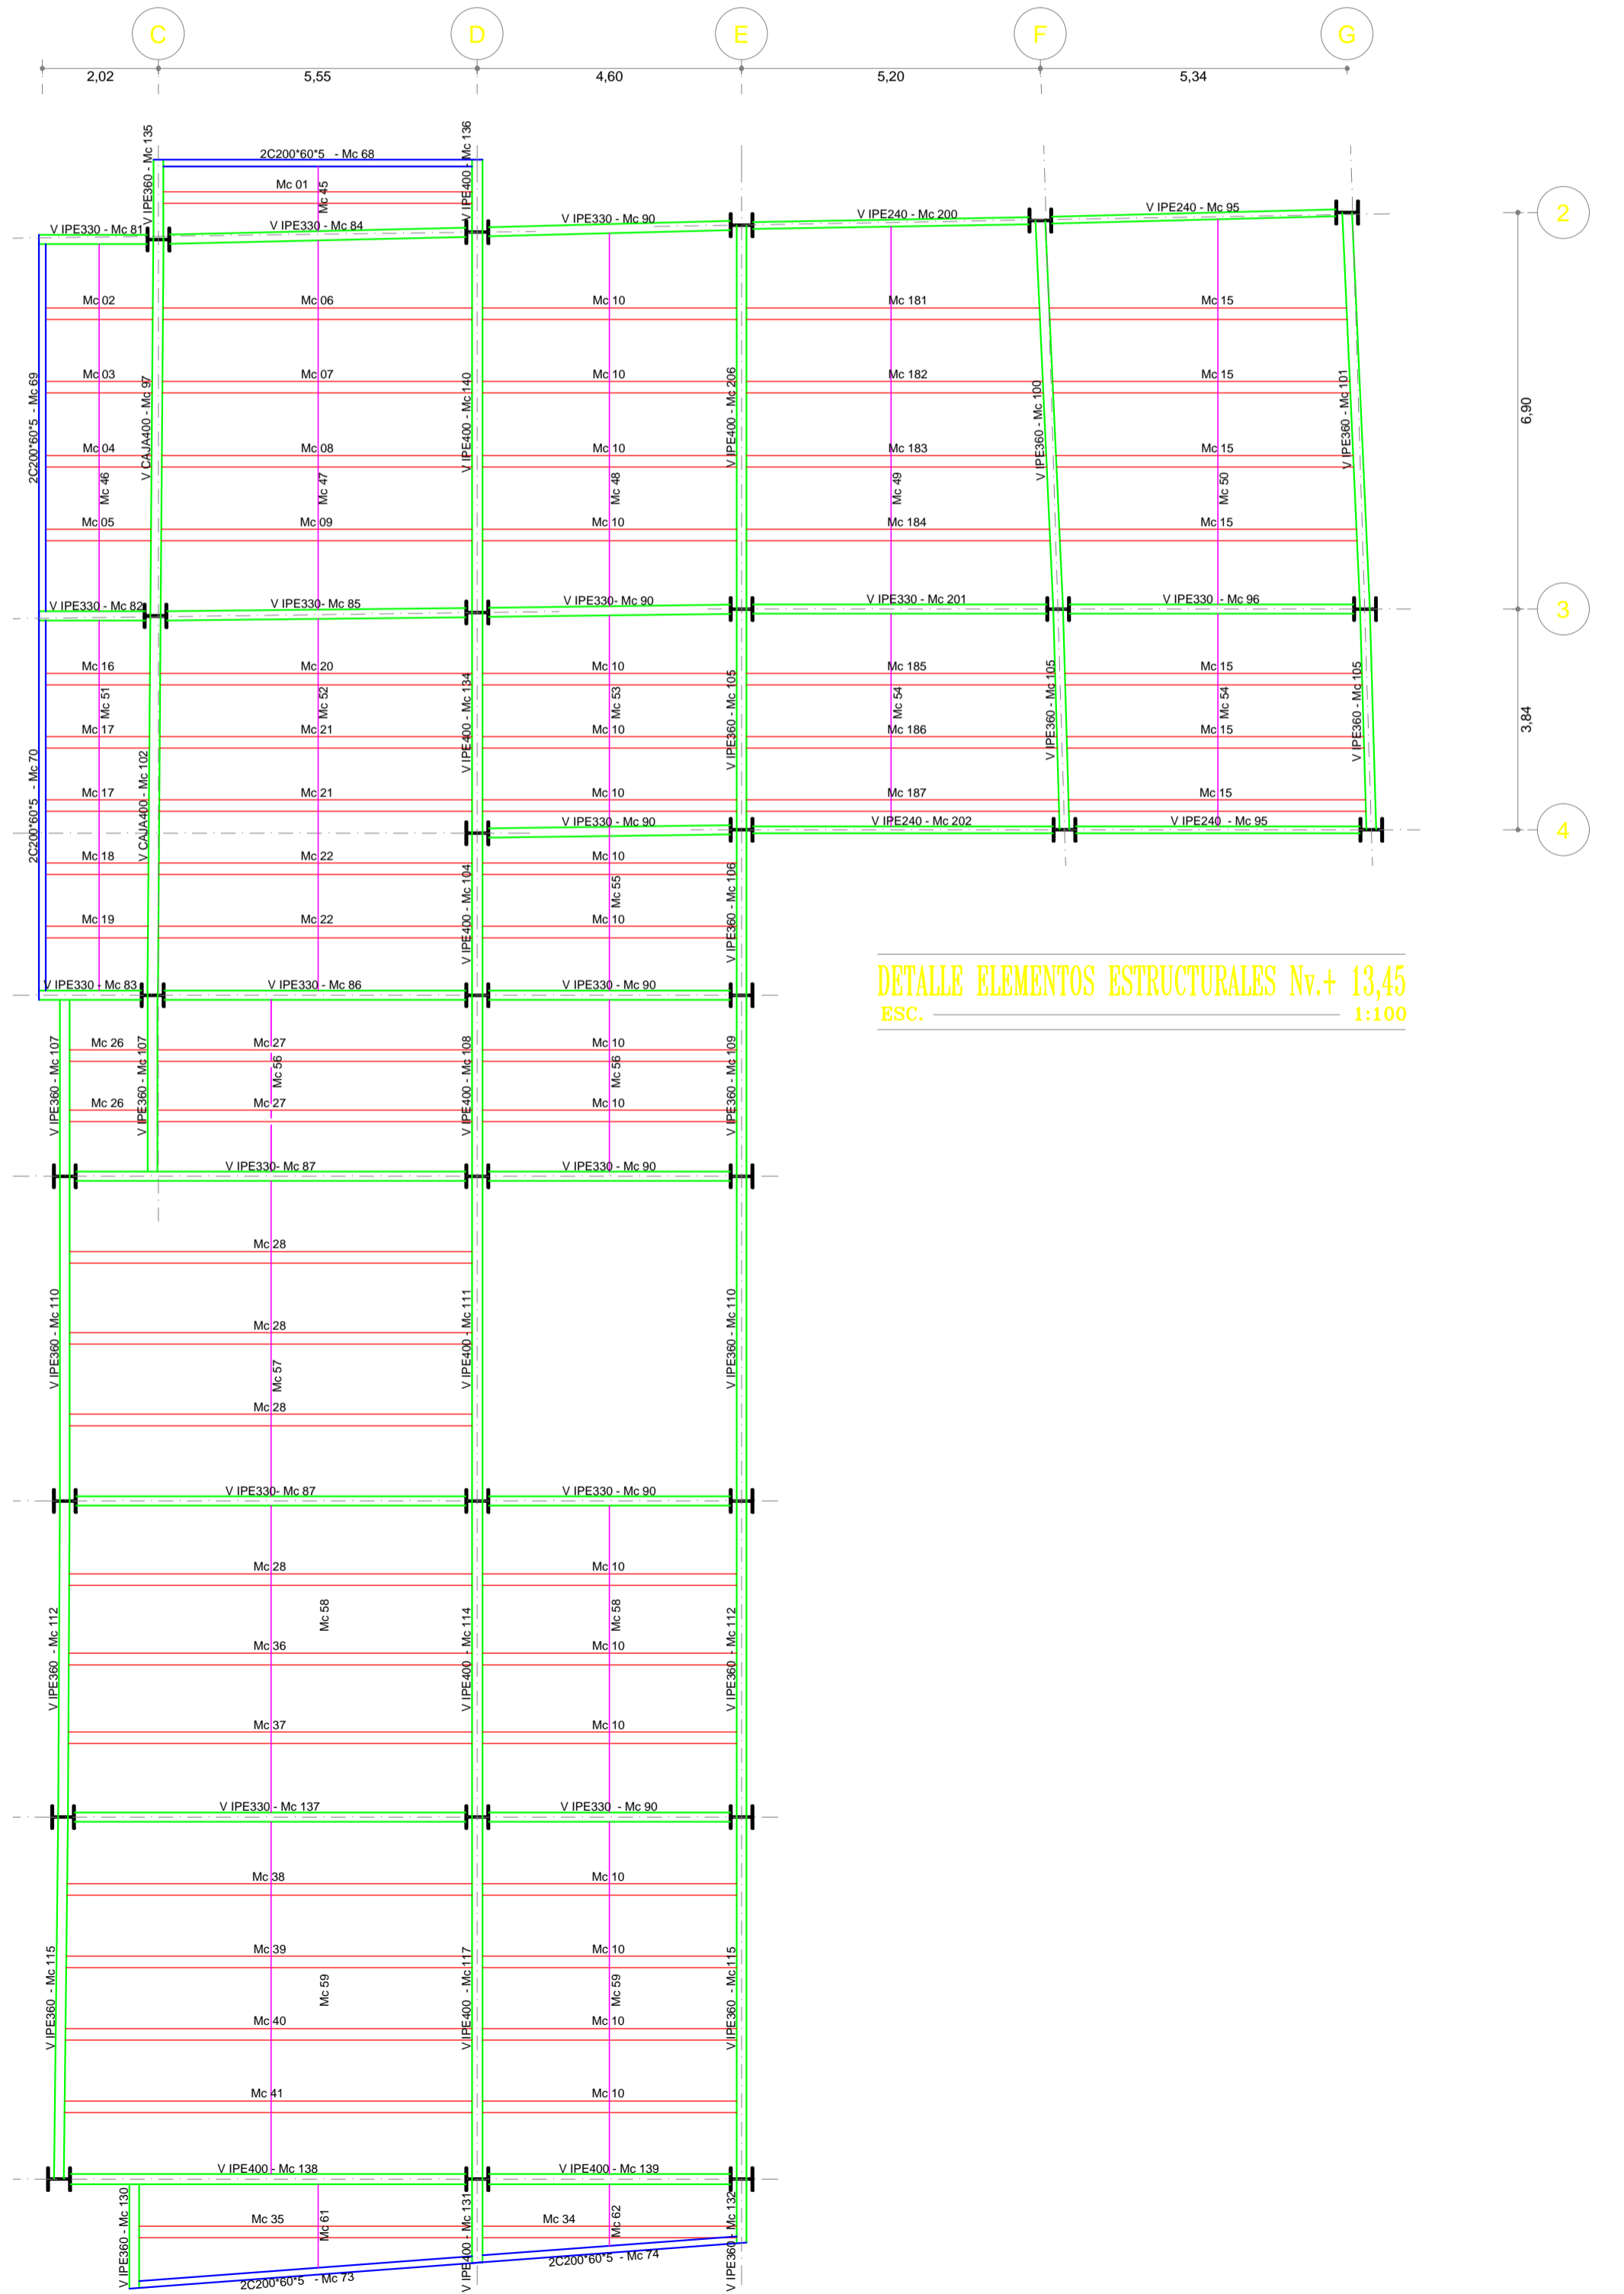 C D E F G
2,02 5,55 4,60 5,20 5,34
V IPE360 - Mc 135
2C200*60*5 - Mc 68
V IPE400 - Mc 136
Mc 01
Mc 45
V IPE330 - Mc 81
V IPE330 - Mc 84
V IPE330 - Mc 90
V IPE240 - Mc 200
V IPE240 - Mc 95
2
Mc 02 Mc 06 Mc 10 Mc 181 Mc 15
2C200*60*5 - Mc 69
Mc 03 Mc 07 Mc 10 Mc 182 Mc 15
V CAJA400 - Mc 97
V IPE400 - Mc 140
V IPE400 - Mc 206
V IPE360 - Mc 100
V IPE360 - Mc 101
6,90
Mc 04 Mc 08 Mc 10 Mc 183 Mc 15
Mc 46 Mc 47 Mc 48 Mc 49 Mc 50
Mc 05 Mc 09 Mc 10 Mc 184 Mc 15
V IPE330 - Mc 82
V IPE330- Mc 85
V IPE330- Mc 90
V IPE330 - Mc 201
V IPE330 - Mc 96
3
Mc 16 Mc 20 Mc 10 Mc 185 Mc 15
Mc 51 Mc 52 Mc 53 Mc 54 Mc 54
V IPE400 - Mc 134
V IPE360 - Mc 105
V IPE360 - Mc 105
V IPE360 - Mc 105
3,84
Mc 17 Mc 21 Mc 10 Mc 186 Mc 15
2C200*60*5 - Mc 70
V CAJA400 - Mc 102
Mc 17 Mc 21 Mc 10 Mc 187 Mc 15
V IPE330 - Mc 90
V IPE240 - Mc 202
V IPE240 - Mc 95
4
Mc 18 Mc 22 Mc 10
V IPE400 - Mc 104
Mc 55
V IPE360 - Mc 106
Mc 19 Mc 22 Mc 10
V IPE330 - Mc 83
V IPE330 - Mc 86
V IPE330 - Mc 90
DETALLE ELEMENTOS ESTRUCTURALES Nv.+ 13,45
ESC. 1:100
Mc 26 Mc 27 Mc 10
V IPE360 - Mc 107
V IPE360 - Mc 107
Mc 56
V IPE400 - Mc 108
Mc 56
V IPE360 - Mc 109
Mc 26 Mc 27 Mc 10
V IPE330- Mc 87
V IPE330 - Mc 90
Mc 28
V IPE360 - Mc 110
V IPE400 - Mc 111
V IPE360 - Mc 110
Mc 28
Mc 57
Mc 28
V IPE330- Mc 87
V IPE330 - Mc 90
Mc 28 Mc 10
Mc 58 Mc 58
V IPE360 - Mc 112
V IPE400 - Mc 114
V IPE360 - Mc 112
Mc 36 Mc 10
Mc 37 Mc 10
V IPE330 - Mc 137
V IPE330 - Mc 90
Mc 38 Mc 10
Mc 39 Mc 10
V IPE360 - Mc 115
Mc 59
V IPE400 - Mc 117
Mc 59
V IPE360 - Mc 115
Mc 40 Mc 10
Mc 41 Mc 10
V IPE400 - Mc 138
V IPE400 - Mc 139
V IPE360 - Mc 130
Mc 35
Mc 61
V IPE400 - Mc 131
Mc 34
Mc 62
V IPE360 - Mc 132
2C200*60*5 - Mc 73
2C200*60*5 - Mc 74